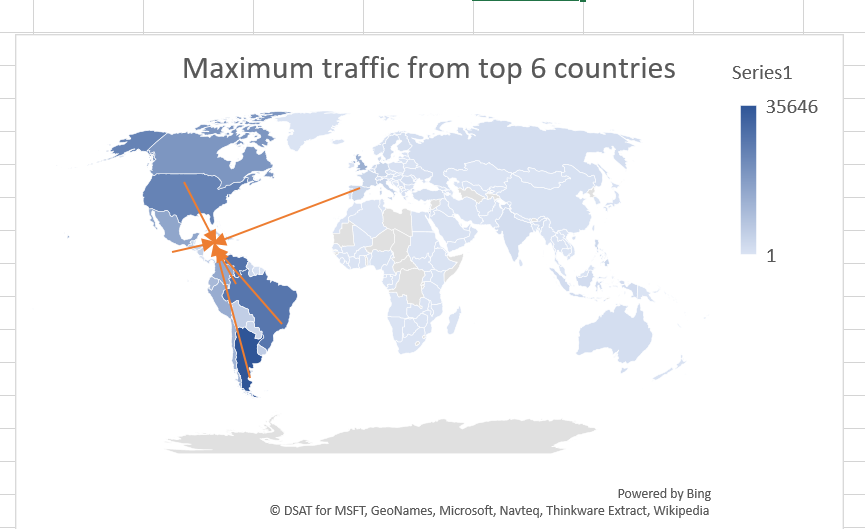 Maximum traffic from top 6 countries
Series1
35646
1
Powered by Bing
© DSAT for MSFT, GeoNames, Microsoft, Navteq, Thinkware Extract, Wikipedia